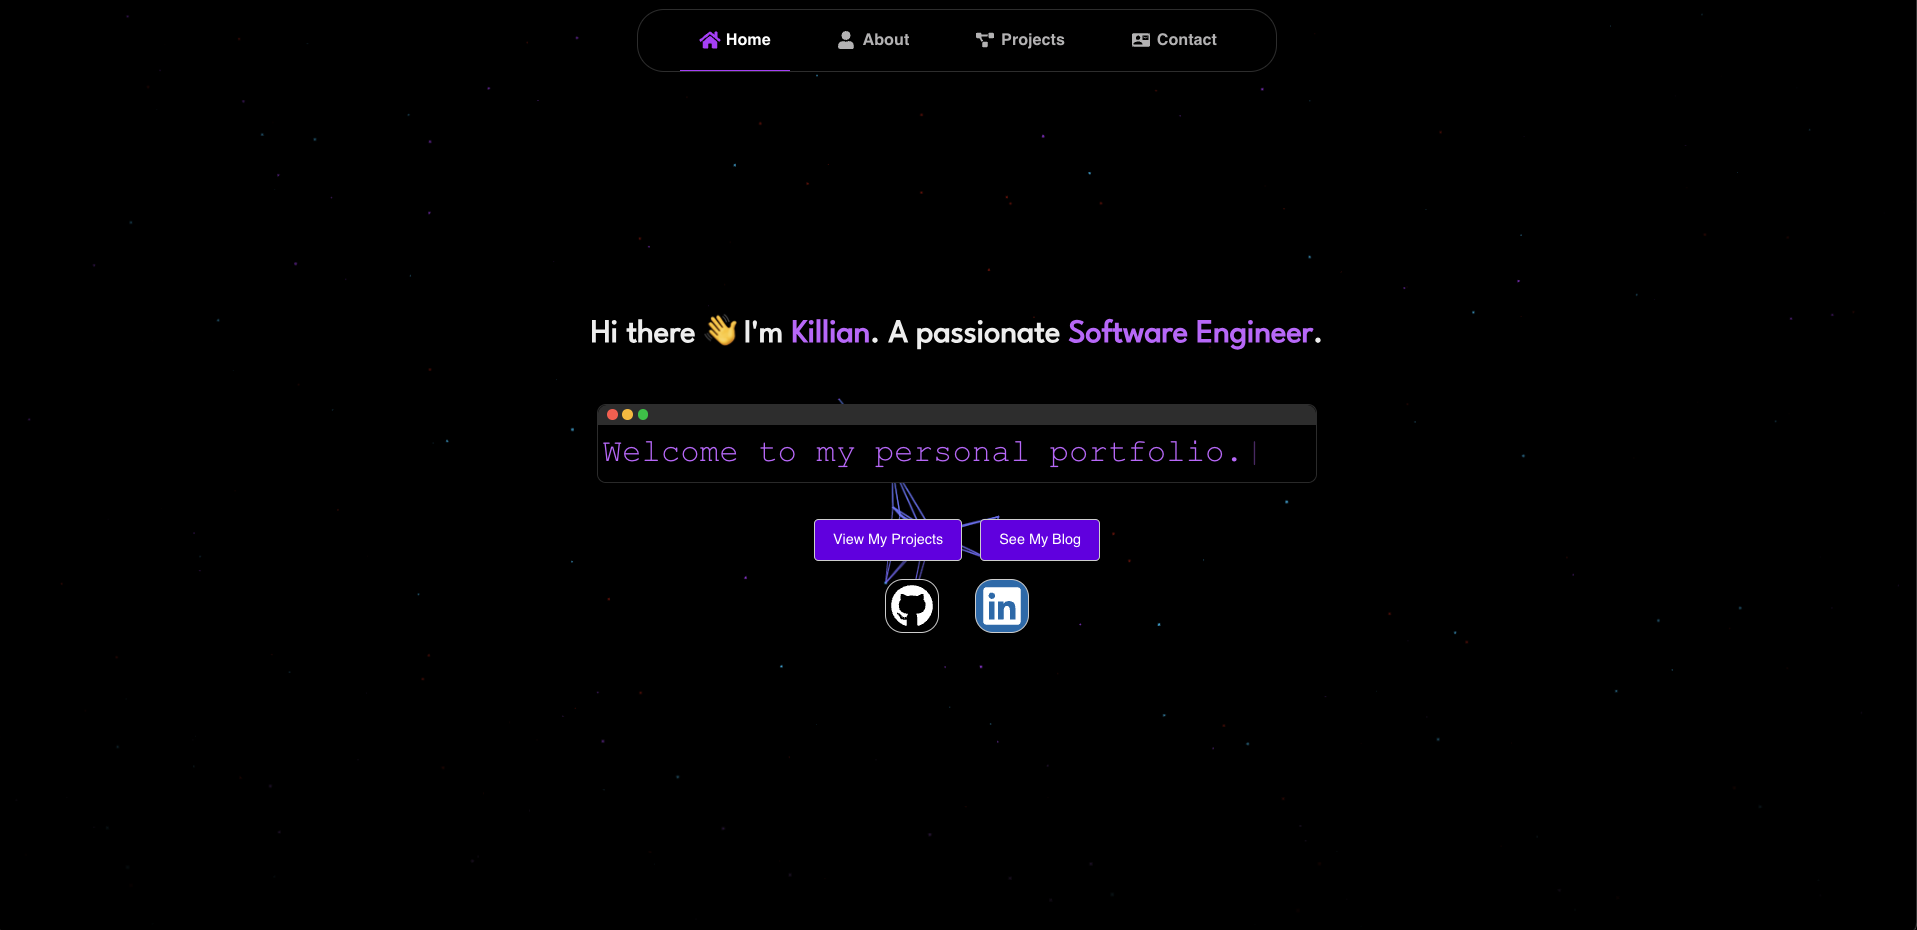 Home About Projects Contact
Hi there 👋 I'm Killian. A passionate Software Engineer.
Welcome to my personal portfolio.|
View My Projects See My Blog
in